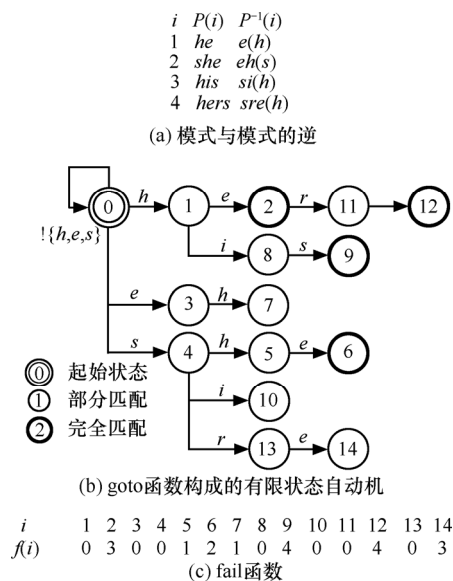 i P(i) P⁻¹(i)
1 he e(h)
2 she eh(s)
3 his si(h)
4 hers sre(h)
(a) 模式与模式的逆
0 h 1 e 2 r 11 12
!{h,e,s}
i 8 s 9
e 3 h 7
s 4 h 5 e 6
0 起始状态
i 10
1 部分匹配
2 完全匹配
r 13 e 14
(b) goto函数构成的有限状态自动机
i 1 2 3 4 5 6 7 8 9 10 11 12 13 14
f(i) 0 3 0 0 1 2 1 0 4 0 0 4 0 3
(c) fail函数